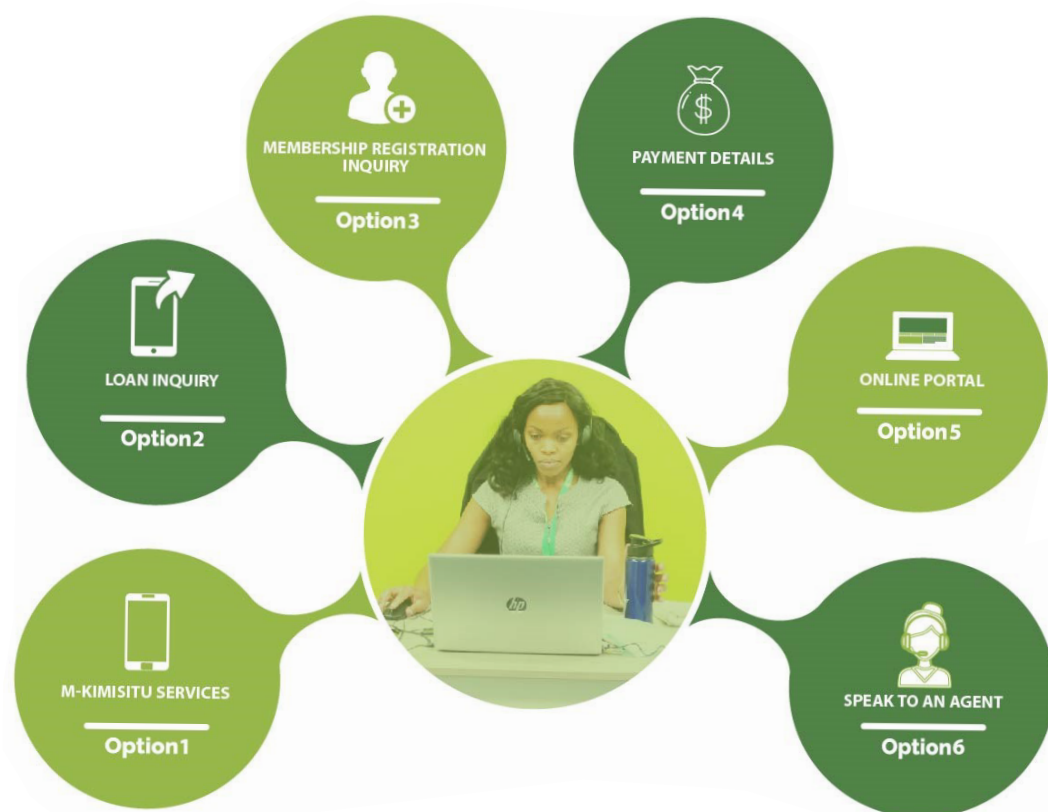 M-KIMISITU SERVICES
Option1
LOAN INQUIRY
Option2
MEMBERSHIP REGISTRATION
INQUIRY
Option3
$
PAYMENT DETAILS
Option4
ONLINE PORTAL
Option5
SPEAK TO AN AGENT
Option6
hp